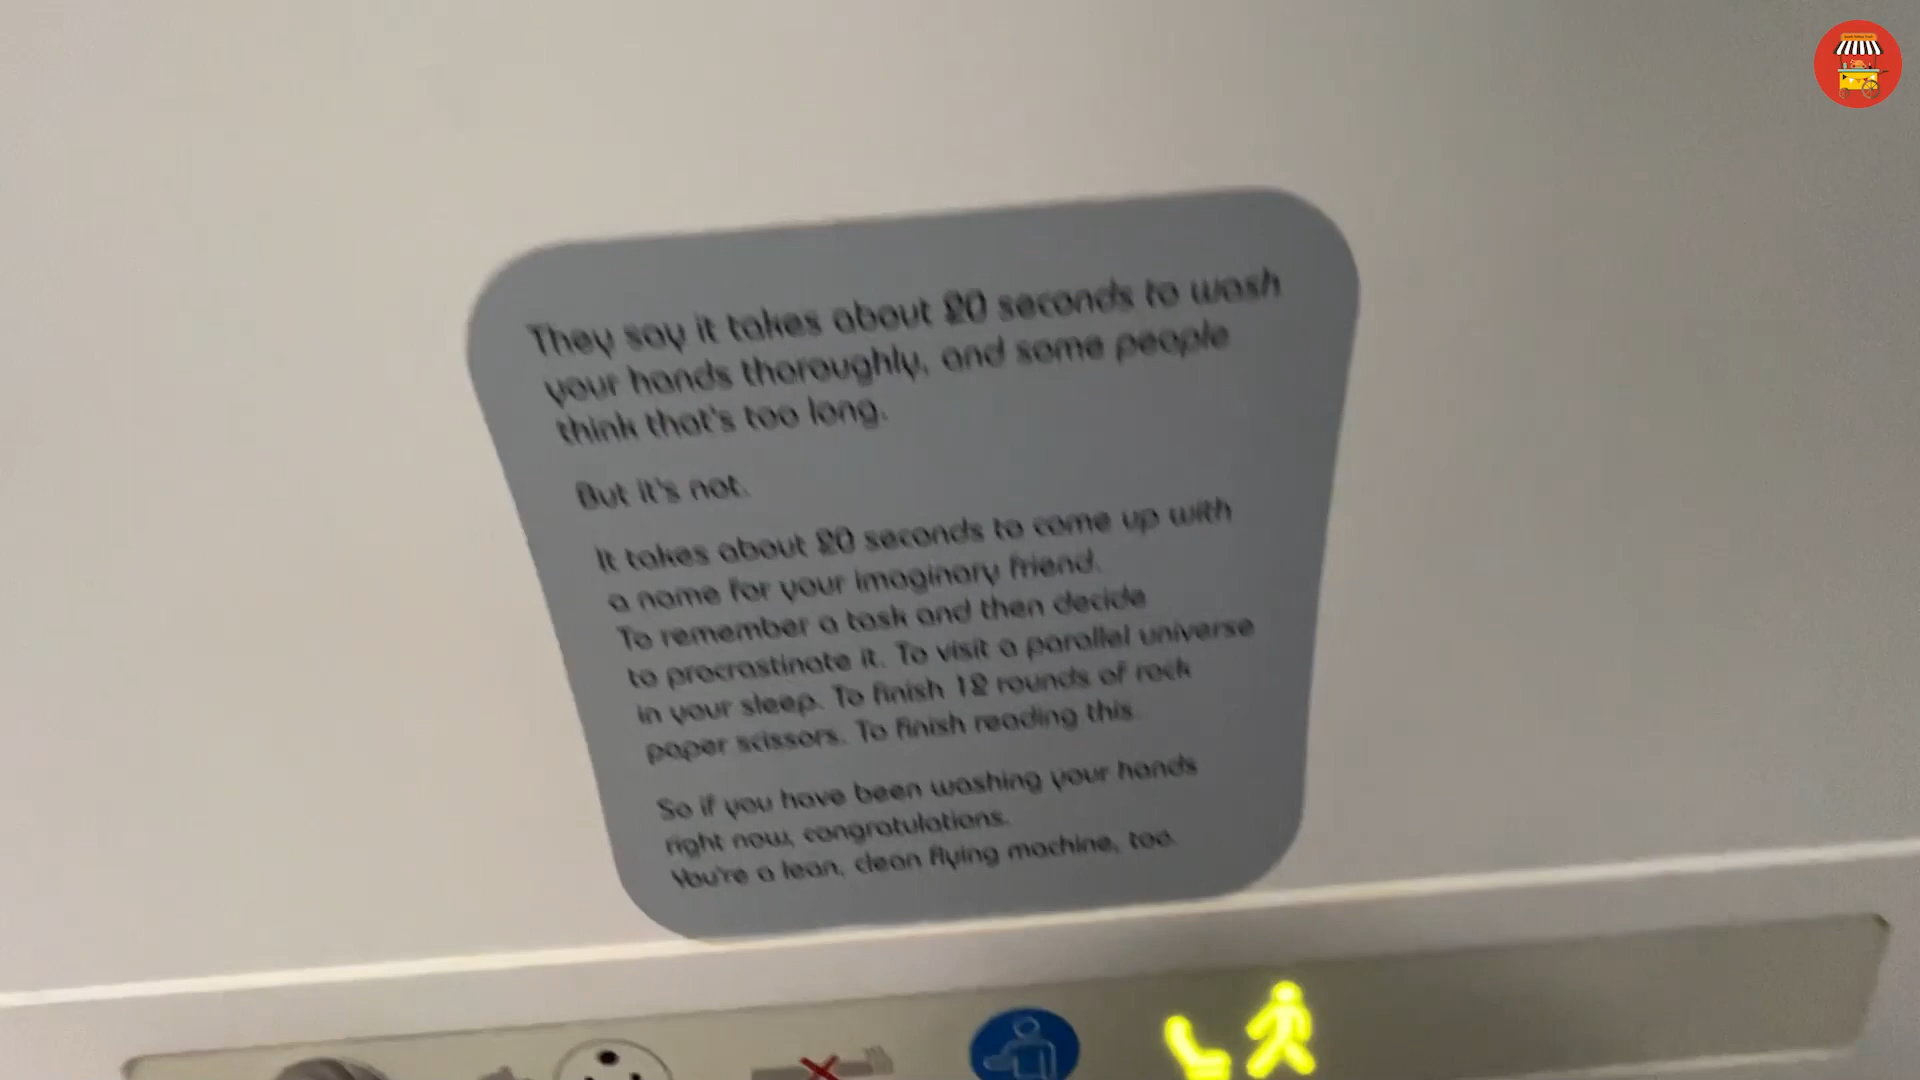 They say it takes about 20 seconds to wash
your hands thoroughly, and some people
think that's too long.
But it's not.
It takes about 20 seconds to come up with
a name for your imaginary friend.
To remember a task and then decide
to procrastinate it. To visit a parallel universe
in your sleep. To finish 12 rounds of rock
paper scissors. To finish reading this.
So if you have been washing your hands
right now, congratulations.
You're a lean, clean flying machine, too.